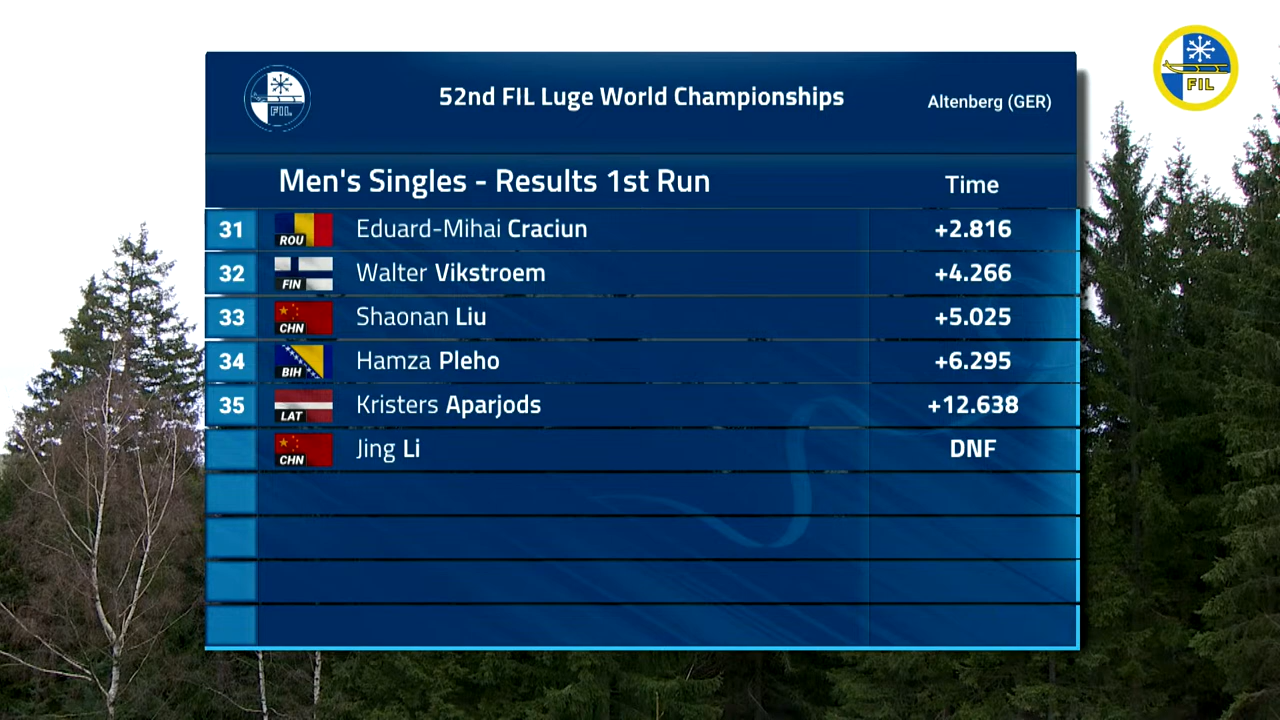 FIL
FIL
52nd FIL Luge World Championships
Altenberg (GER)
Men's Singles - Results 1st Run
Time
31 ROU Eduard-Mihai Craciun +2.816
32 FIN Walter Vikstroem +4.266
33 CHN Shaonan Liu +5.025
34 BIH Hamza Pleho +6.295
35 LAT Kristers Aparjods +12.638
CHN Jing Li DNF